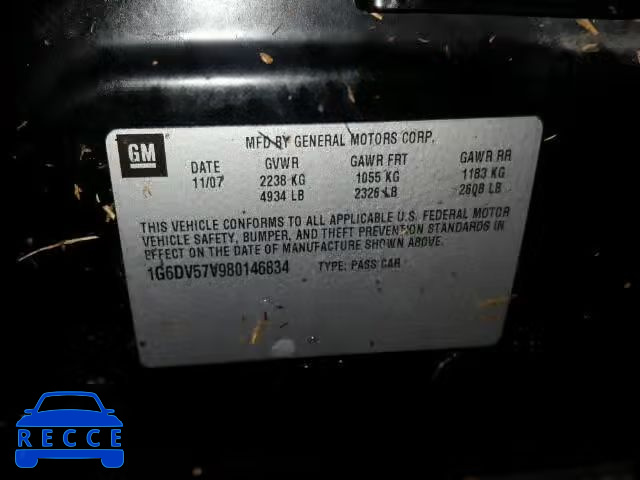 GM
MFD BY GENERAL MOTORS CORP.
DATE GVWR GAWR FRT GAWR RR
11/07 2238 KG 1055 KG 1183 KG
4934 LB 2326 LB 2608 LB
THIS VEHICLE CONFORMS TO ALL APPLICABLE U.S. FEDERAL MOTOR
VEHICLE SAFETY, BUMPER, AND THEFT PREVENTION STANDARDS IN
EFFECT ON THE DATE OF MANUFACTURE SHOWN ABOVE.
1G6DV57V980146834 TYPE: PASS CAR
DB RECCE